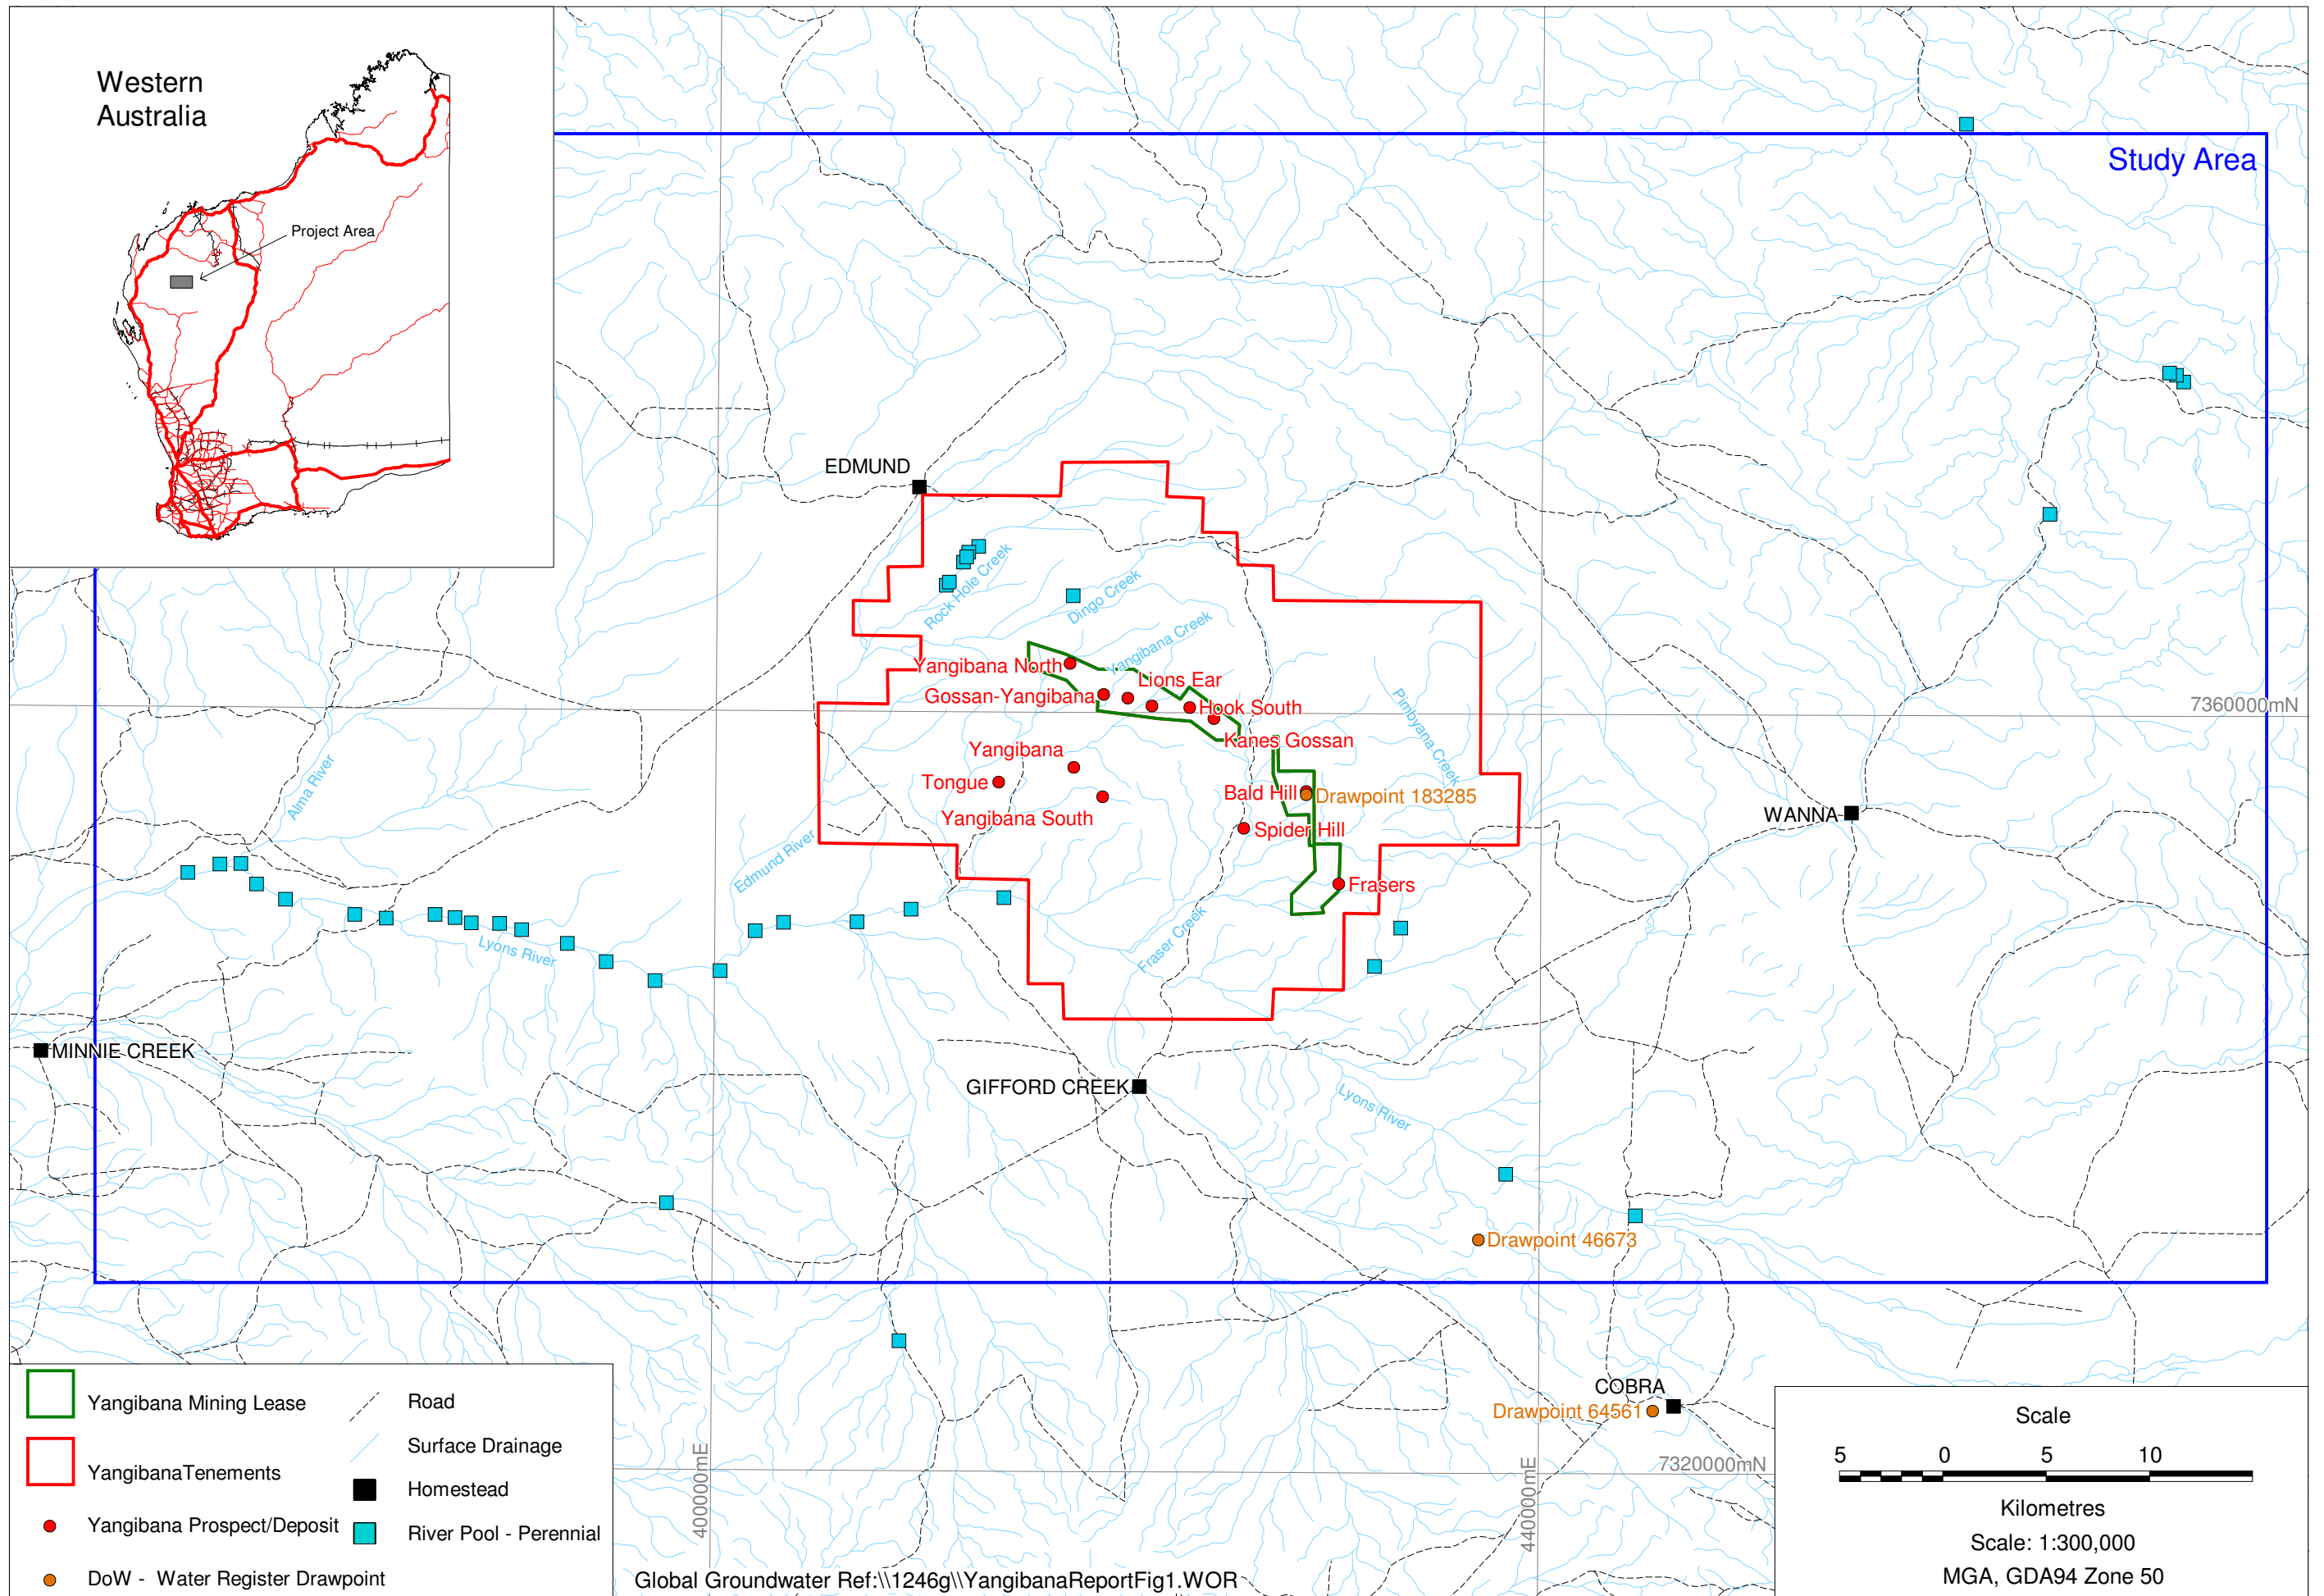 Western
Australia
Project Area
Study Area
EDMUND
Rock Hole Creek
Dingo Creek
Yangibana Creek
Yangibana North
Lions Ear
Gossan-Yangibana
Hook South
7360000mN
Kanes Gossan
Yangibana
Pimbyana Creek
Tongue
Bald Hill
Drawpoint 183285
Yangibana South
Spider Hill
Alma River
WANNA
Edmund River
Frasers
Lyons River
Fraser Creek
MINNIE CREEK
GIFFORD CREEK
Lyons River
Drawpoint 46673
COBRA
Drawpoint 64561
7320000mN
400000mE
440000mE
Yangibana Mining Lease
YangibanaTenements
Yangibana Prospect/Deposit
DoW - Water Register Drawpoint
Road
Surface Drainage
Homestead
River Pool - Perennial
Global Groundwater Ref:\\1246g\\YangibanaReportFig1.WOR
Scale
5 0 5 10
Kilometres
Scale: 1:300,000
MGA, GDA94 Zone 50